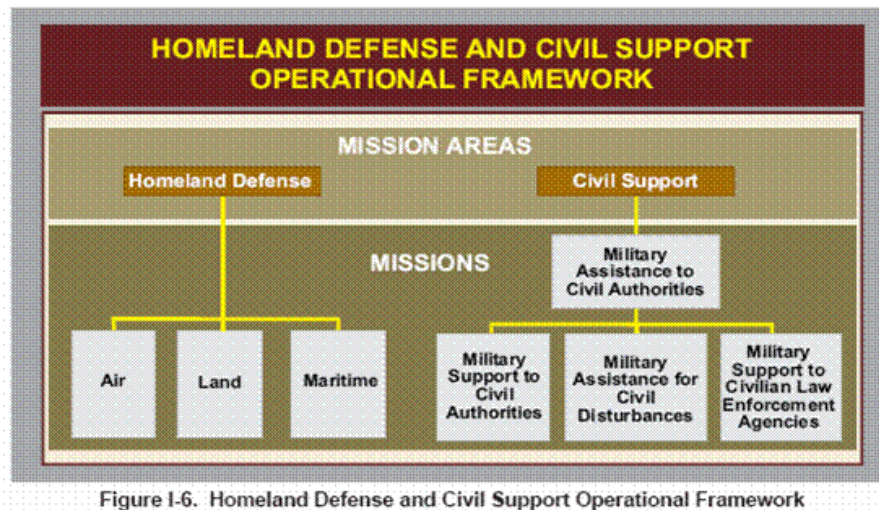 HOMELAND DEFENSE AND CIVIL SUPPORT
OPERATIONAL FRAMEWORK
MISSION AREAS
Homeland Defense
Civil Support
MISSIONS
Military
Assistance to
Civil Authorities
Air
Land
Maritime
Military
Support to
Civil
Authorities
Military
Assistance for
Civil
Disturbances
Military
Support to
Civilian Law
Enforcement
Agencies
Figure I-6. Homeland Defense and Civil Support Operational Framework